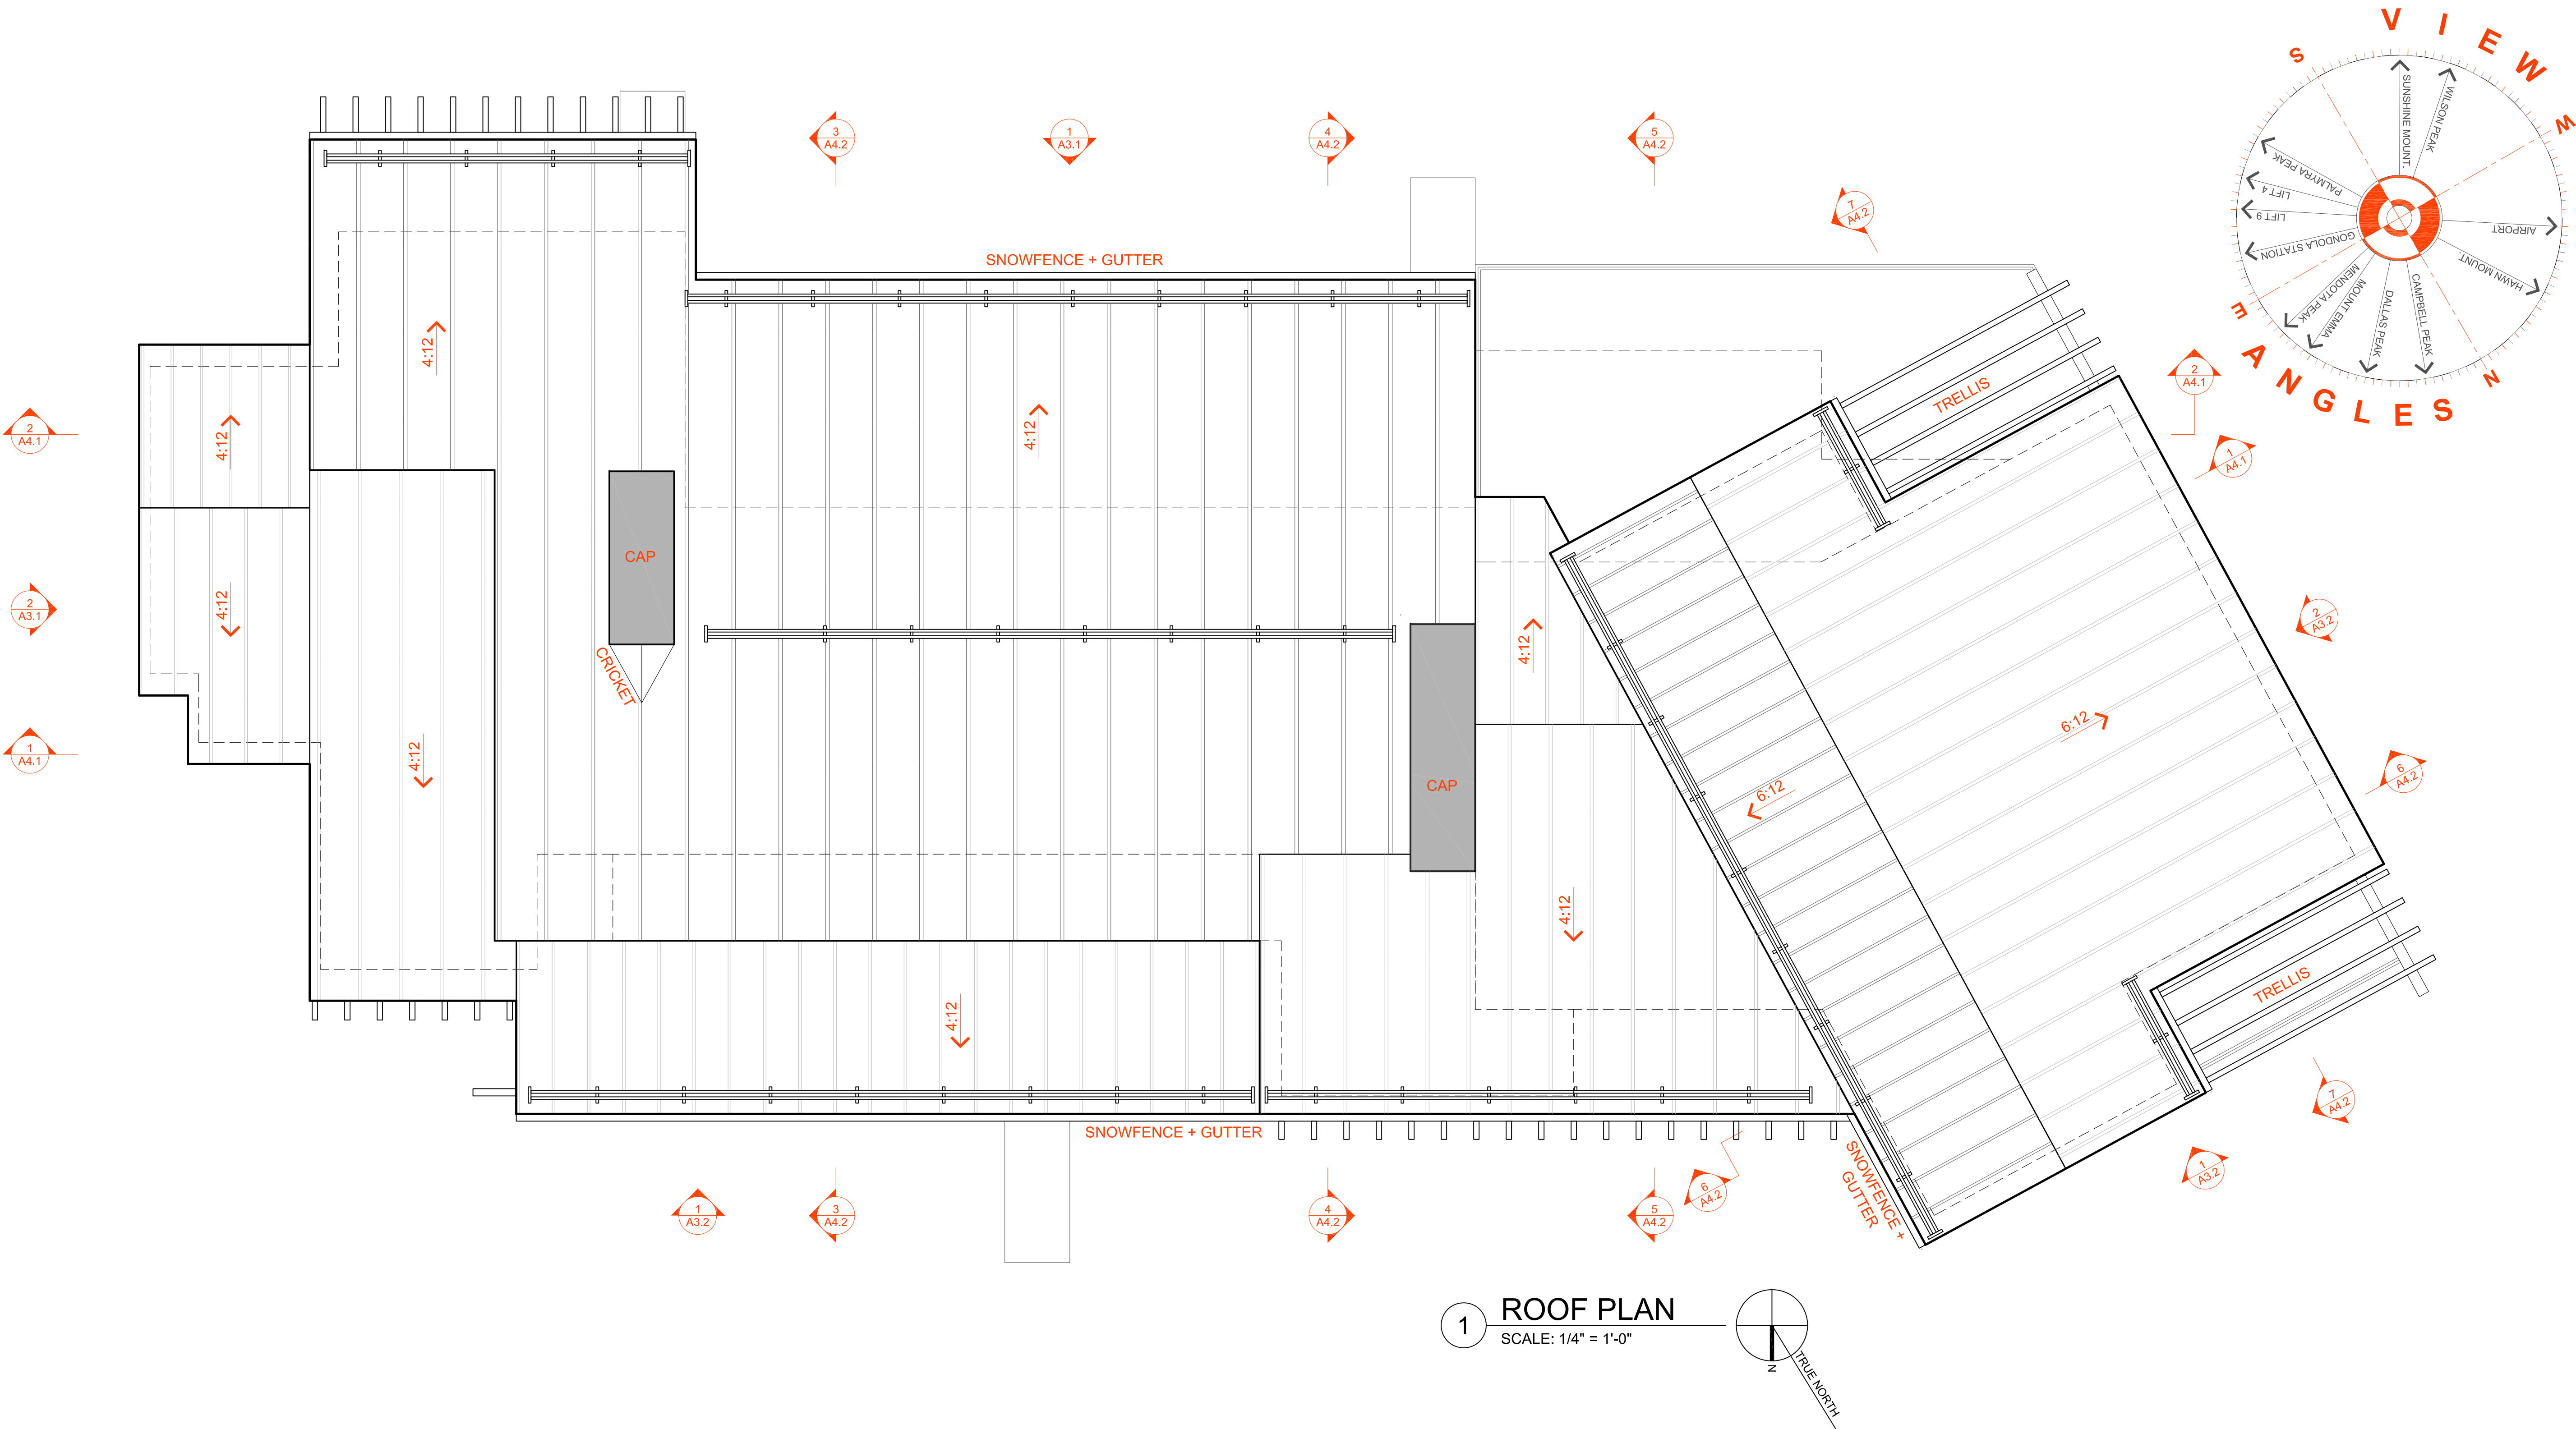 V I E W
A N G L E S
S
W
E
N
SUNSHINE MOUNT.
WILSON PEAK
PALMYRA PEAK
LIFT 4
LIFT 9
GONDOLA STATION
MENDOTA PEAK
MOUNT EMMA
DALLAS PEAK
CAMPBELL PEAK
HAWN MOUNT.
AIRPORT
3
A4.2
1
A3.1
4
A4.2
5
A4.2
7
A4.2
SNOWFENCE + GUTTER
TRELLIS
2
A4.1
1
A4.1
4:12
4:12
2
A4.1
4:12
CAP
4:12
2
A3.1
4:12
CRICKET
2
A3.2
6:12
4:12
1
A4.1
CAP
6:12
6
A4.2
4:12
TRELLIS
4:12
7
A4.2
SNOWFENCE + GUTTER
SNOWFENCE +
GUTTER
1
A3.2
3
A4.2
4
A4.2
5
A4.2
6
A4.2
1
A3.2
1
ROOF PLAN
SCALE: 1/4" = 1'-0"
N
TRUE NORTH